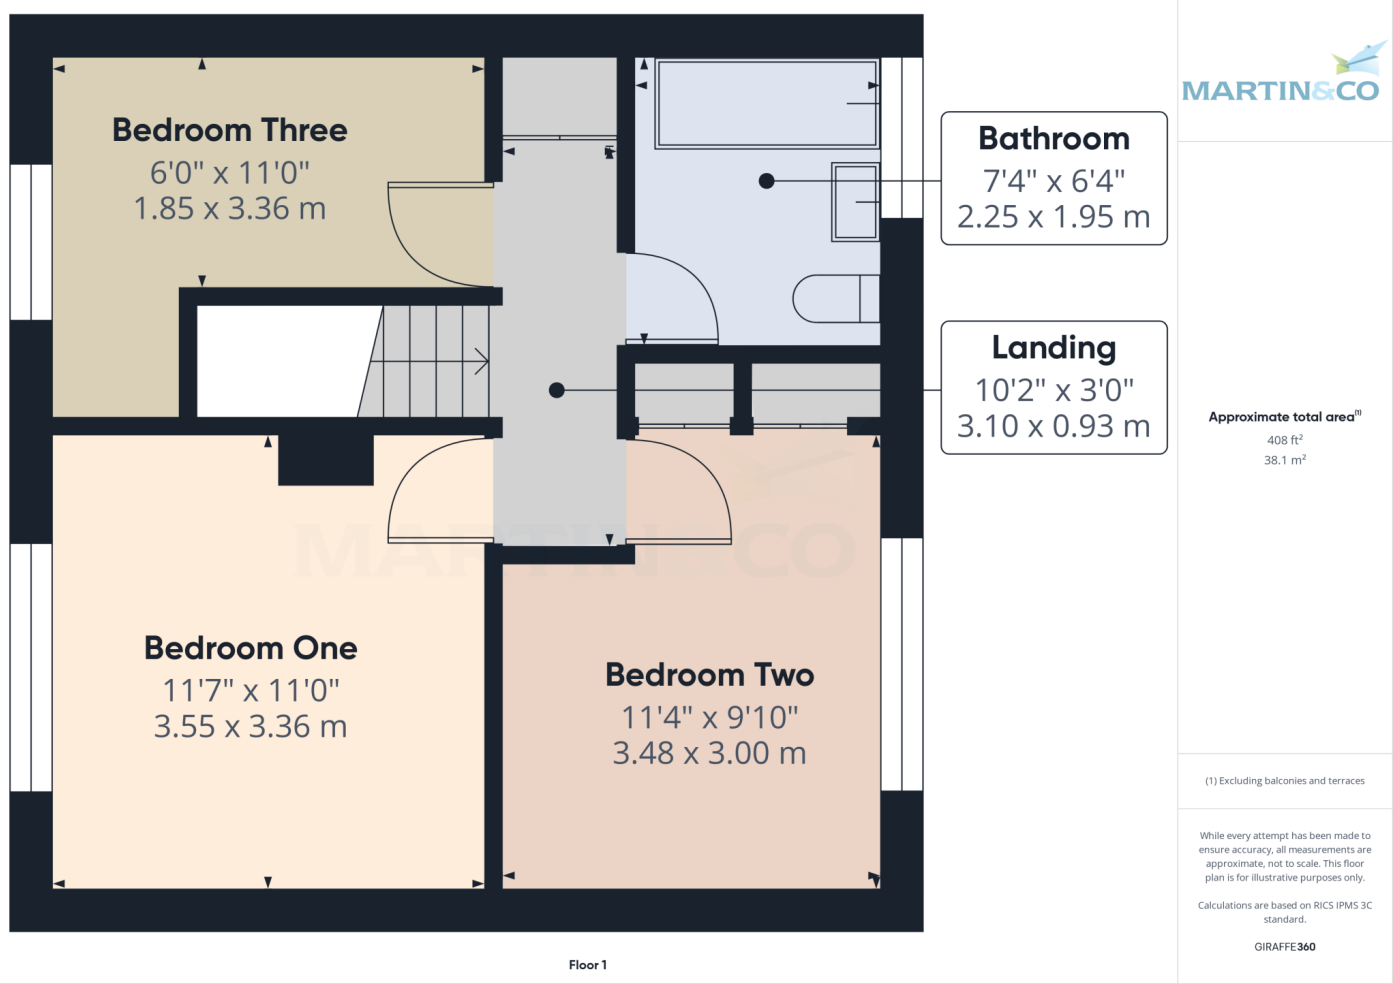 Bedroom Three
6'0" x 11'0"
1.85 x 3.36 m
Bathroom
7'4" x 6'4"
2.25 x 1.95 m
Landing
10'2" x 3'0"
3.10 x 0.93 m
MARTIN&CO
Bedroom One
11'7" x 11'0"
3.55 x 3.36 m
Bedroom Two
11'4" x 9'10"
3.48 x 3.00 m
Floor 1
MARTIN&CO
Approximate total area(1)
408 ft²
38.1 m²
(1) Excluding balconies and terraces
While every attempt has been made to
ensure accuracy, all measurements are
approximate, not to scale. This floor
plan is for illustrative purposes only.
Calculations are based on RICS IPMS 3C
standard.
GIRAFFE360